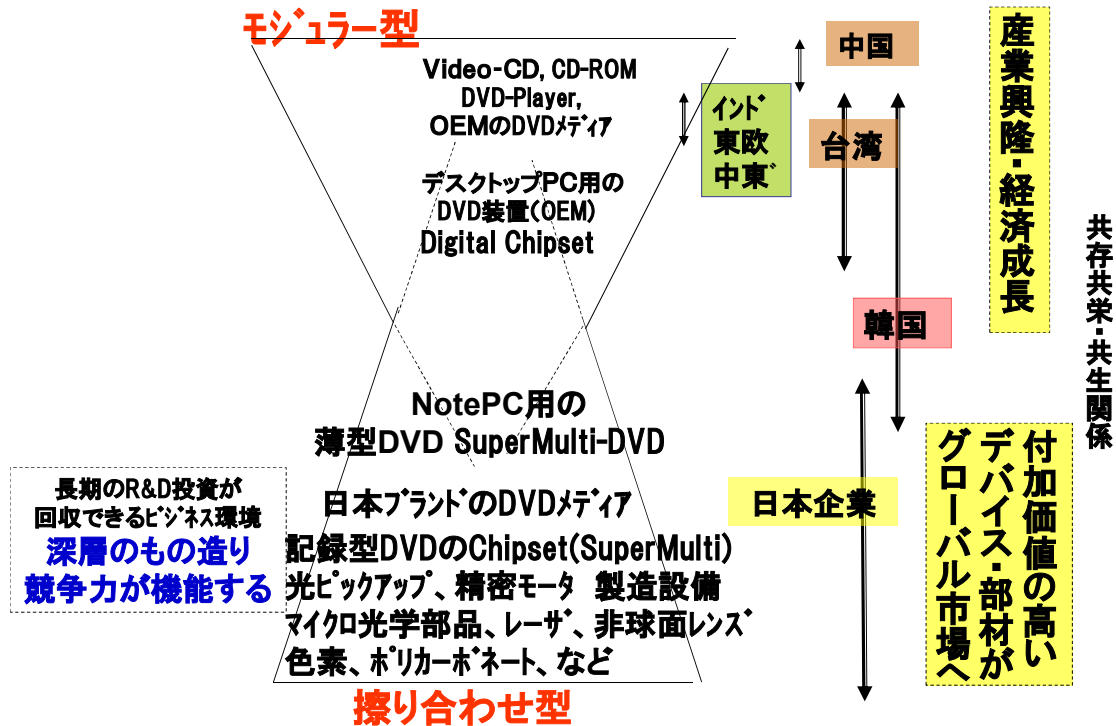 モジュラー型
Video-CD, CD-ROM
DVD-Player,
OEMのDVDメディア
デスクトップPC用の
DVD装置(OEM)
Digital Chipset
NotePC用の
薄型DVD SuperMulti-DVD
日本ブランドのDVDメディア
記録型DVDのChipset(SuperMulti)
光ピックアップ、精密モータ 製造設備
マイクロ光学部品、レーザ、非球面レンズ
色素、ポリカーボネート、など
擦り合わせ型
長期のR&D投資が
回収できるビジネス環境
深層のもの造り
競争力が機能する
中国
インド
東欧
中東゛
台湾
韓国
日本企業
産業興隆・経済成長
付加価値の高い
デバイス・部材が
グローバル市場へ
共存共栄・共生関係